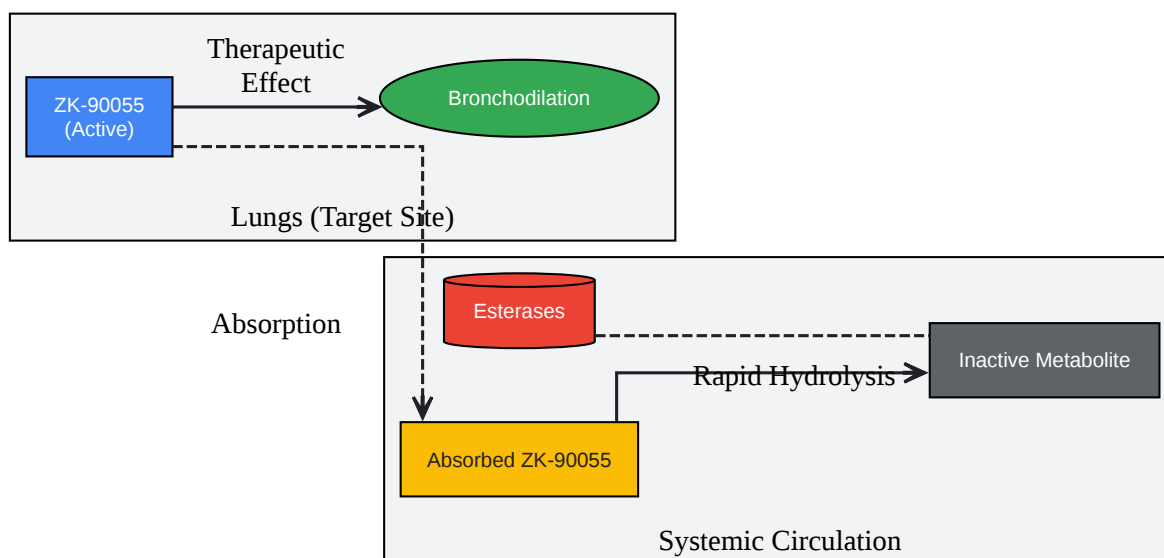 Therapeutic
Effect
ZK-90055
(Active)
Bronchodilation
Lungs (Target Site)
Absorption
Esterases
Inactive Metabolite
Rapid Hydrolysis
Absorbed ZK-90055
Systemic Circulation